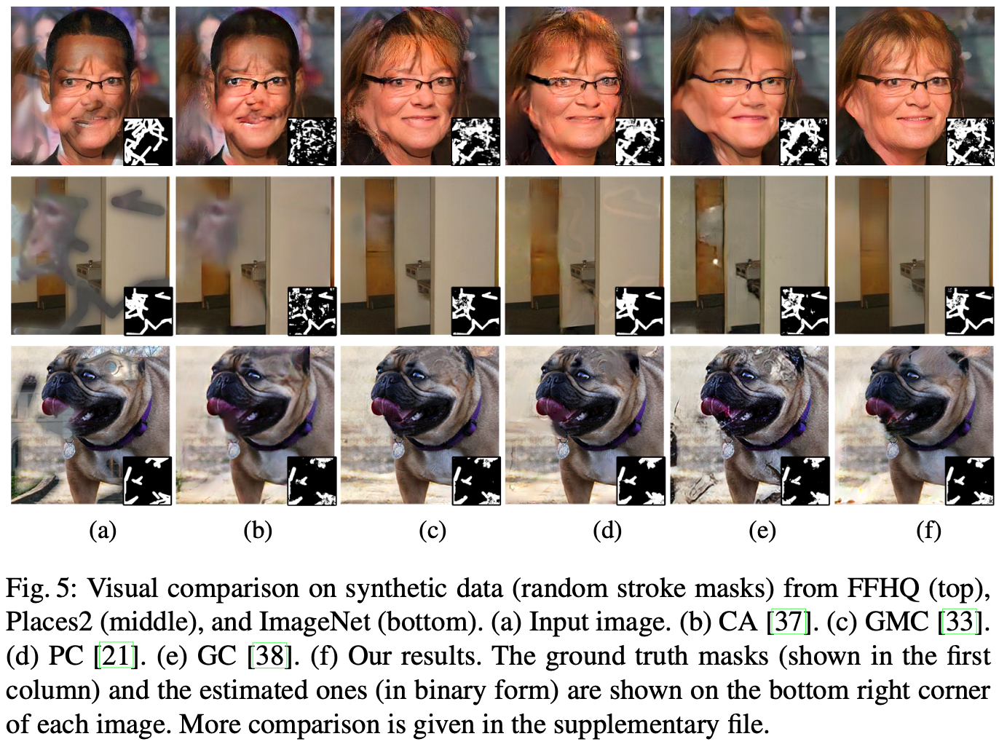 (a) (b) (c) (d) (e) (f)
Fig. 5: Visual comparison on synthetic data (random stroke masks) from FFHQ (top),
Places2 (middle), and ImageNet (bottom). (a) Input image. (b) CA [37]. (c) GMC [33].
(d) PC [21]. (e) GC [38]. (f) Our results. The ground truth masks (shown in the first
column) and the estimated ones (in binary form) are shown on the bottom right corner
of each image. More comparison is given in the supplementary file.